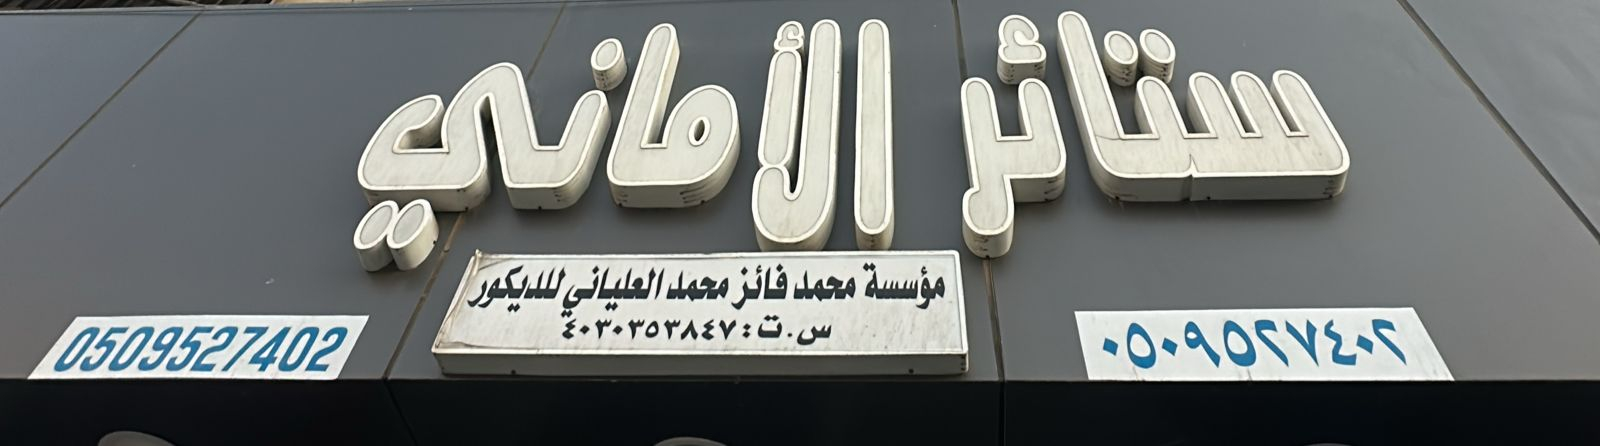 ستائر الأماني
مؤسسة محمد فائز محمد العلياني للديكور
س.ت: ٤٠٣٠٣٥٣٨٤٧
٠٥٠٩٥٢٧٤٠٢
0509527402